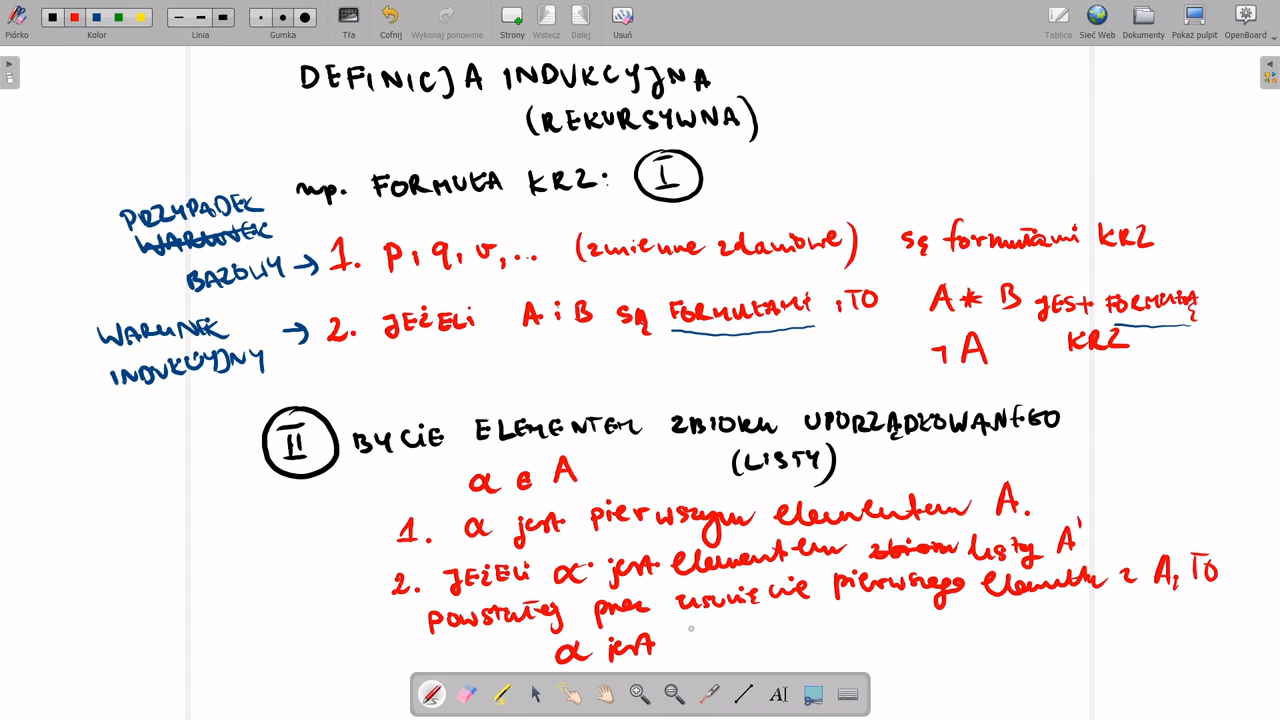 Piórko Kolor Linia Gumka Tła Cofnij Wykonaj ponownie Strony Wstecz Dalej Usuń Tablica Sieć Web Dokumenty Pokaż pulpit OpenBoard
DEFINICJA INDUKCYJNA
(REKURSYWNA)
np. FORMUŁA KRZ: I
PRZYPADEK
WARUNEK
BAZOWY →
1. p, q, r, ... (zmienne zdaniowe) są formułami KRZ
WARUNEK →
INDUKCYJNY
2. JEŻELI A i B SĄ FORMUŁAMI, TO A * B JEST FORMUŁĄ
¬ A KRZ
II BYCIE ELEMENTEM ZBIORU UPORZĄDKOWANEGO
(LISTY)
α ∈ A
1. α jest pierwszym elementem A.
2. JEŻELI α jest elementem zbioru listy A'
powstałej przez usunięcie pierwszego elementu z A, TO
α jest
AI